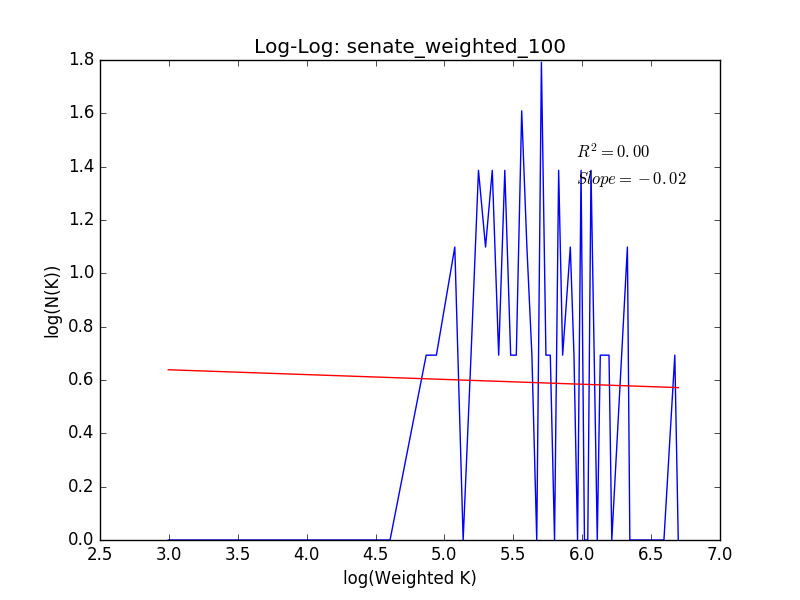 Log-Log: senate_weighted_100
1.8
1.6
1.4
1.2
1.0
0.8
0.6
0.4
0.2
0.0
log(N(K))
R² = 0.00
Slope = −0.02
2.5 3.0 3.5 4.0 4.5 5.0 5.5 6.0 6.5 7.0
log(Weighted K)